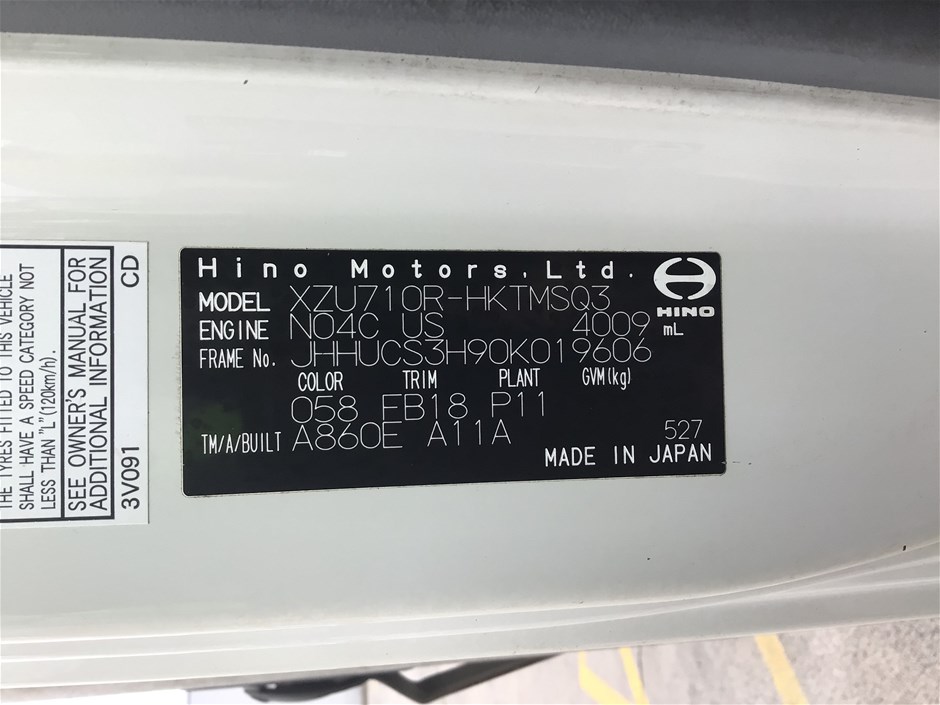 THE TYRES FITTED TO THIS VEHICLE
SHALL HAVE A SPEED CATEGORY NOT
LESS THAN "L"(120km/h).
SEE OWNER'S MANUAL FOR
ADDITIONAL INFORMATION
3V091 CD
Hino Motors,Ltd.
HINO
MODEL XZU710R-HKTMSQ3
ENGINE N04C US 4009 mL
FRAME No. JHHUCS3H90K019606
COLOR TRIM PLANT GVM(kg)
058 EB18 P11
TM/A/BUILT A860E A11A 527
MADE IN JAPAN